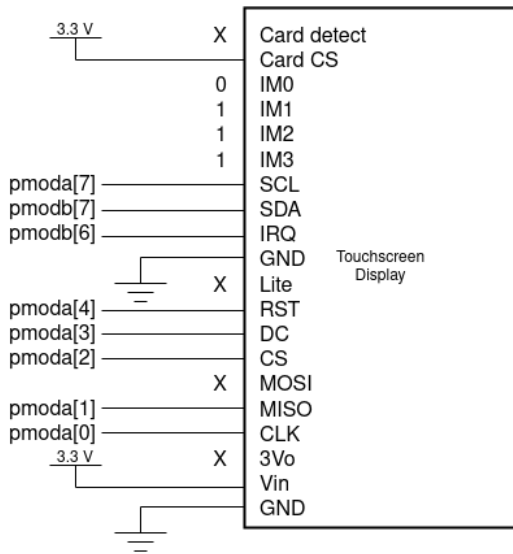 3.3 V
X Card detect
Card CS
0 IM0
1 IM1
1 IM2
1 IM3
pmoda[7] SCL
pmodb[7] SDA
pmodb[6] IRQ
GND
Touchscreen
Display
X Lite
pmoda[4] RST
pmoda[3] DC
pmoda[2] CS
X MOSI
pmoda[1] MISO
pmoda[0] CLK
3.3 V X 3Vo
Vin
GND